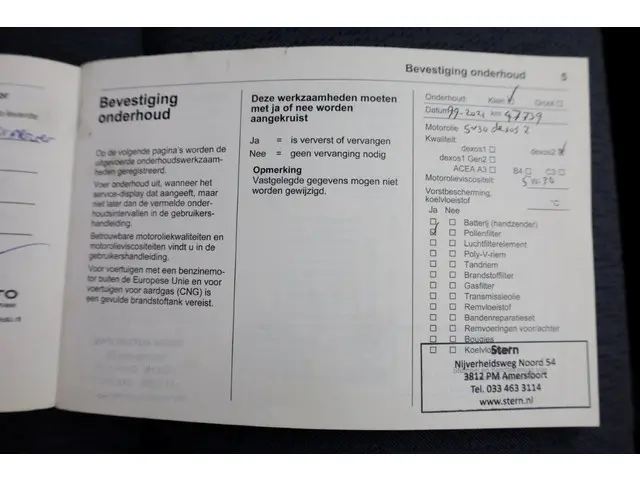 Bevestiging onderhoud 5
Bevestiging
onderhoud
Op de volgende pagina's worden de
uitgevoerde onderhoudswerkzaam-
heden geregistreerd.
Voer onderhoud uit, wanneer het
service-display dat aangeeft, maar
niet later dan de vermelde onder-
houdsintervallen in de gebruikers-
handleiding.
Betrouwbare motoroliekwaliteiten en
motorolieviscositeiten vindt u in de
gebruikershandleiding.
Voor voertuigen met een benzinemo-
tor buiten de Europese Unie en voor
voertuigen voor aardgas (CNG) is
een gevulde brandstoftank vereist.
Deze werkzaamheden moeten
met ja of nee worden
aangekruist
Ja = is ververst of vervangen
Nee = geen vervanging nodig
Opmerking
Vastgelegde gegevens mogen niet
worden gewijzigd.
Onderhoud: Klein Groot
Datum: 2021 km 47739
Motorolie 5w30 dexos 2
Kwaliteit:
dexos1 dexos2
dexos1 Gen2
ACEA A3 B4 C3
Motorolieviscositeit: 5w30
Vorstbescherming,
koelvloeistof °C
Ja Nee
Batterij (handzender)
Pollenfilter
Luchtfilterelement
Poly-V-riem
Tandriem
Brandstoffilter
Gasfilter
Transmissieolie
Remvloeistof
Bandenreparatieset
Remvoeringen voor/achter
Bougies
Koelvloe
Stern
Nijverheidsweg Noord 54
3812 PM Amersfoort
Tel. 033 463 3114
www.stern.nl